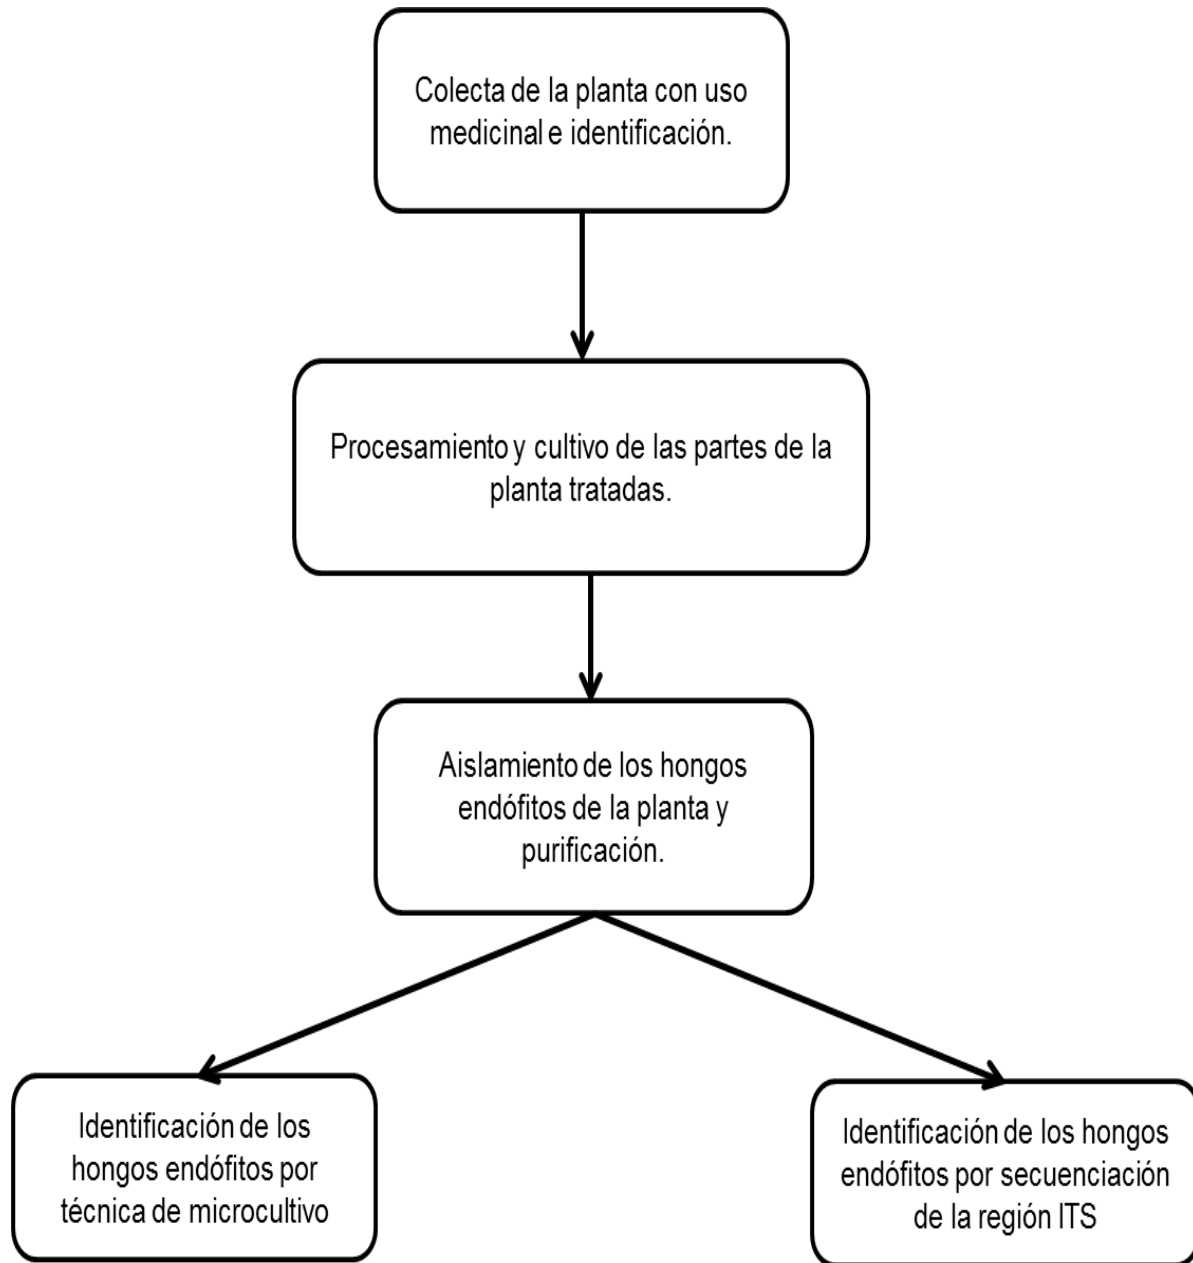 Colecta de la planta con uso
medicinal e identificación.
Procesamiento y cultivo de las partes de la
planta tratadas.
Aislamiento de los hongos
endófitos de la planta y
purificación.
Identificación de los
hongos endófitos por
técnica de microcultivo
Identificación de los hongos
endófitos por secuenciación
de la región ITS